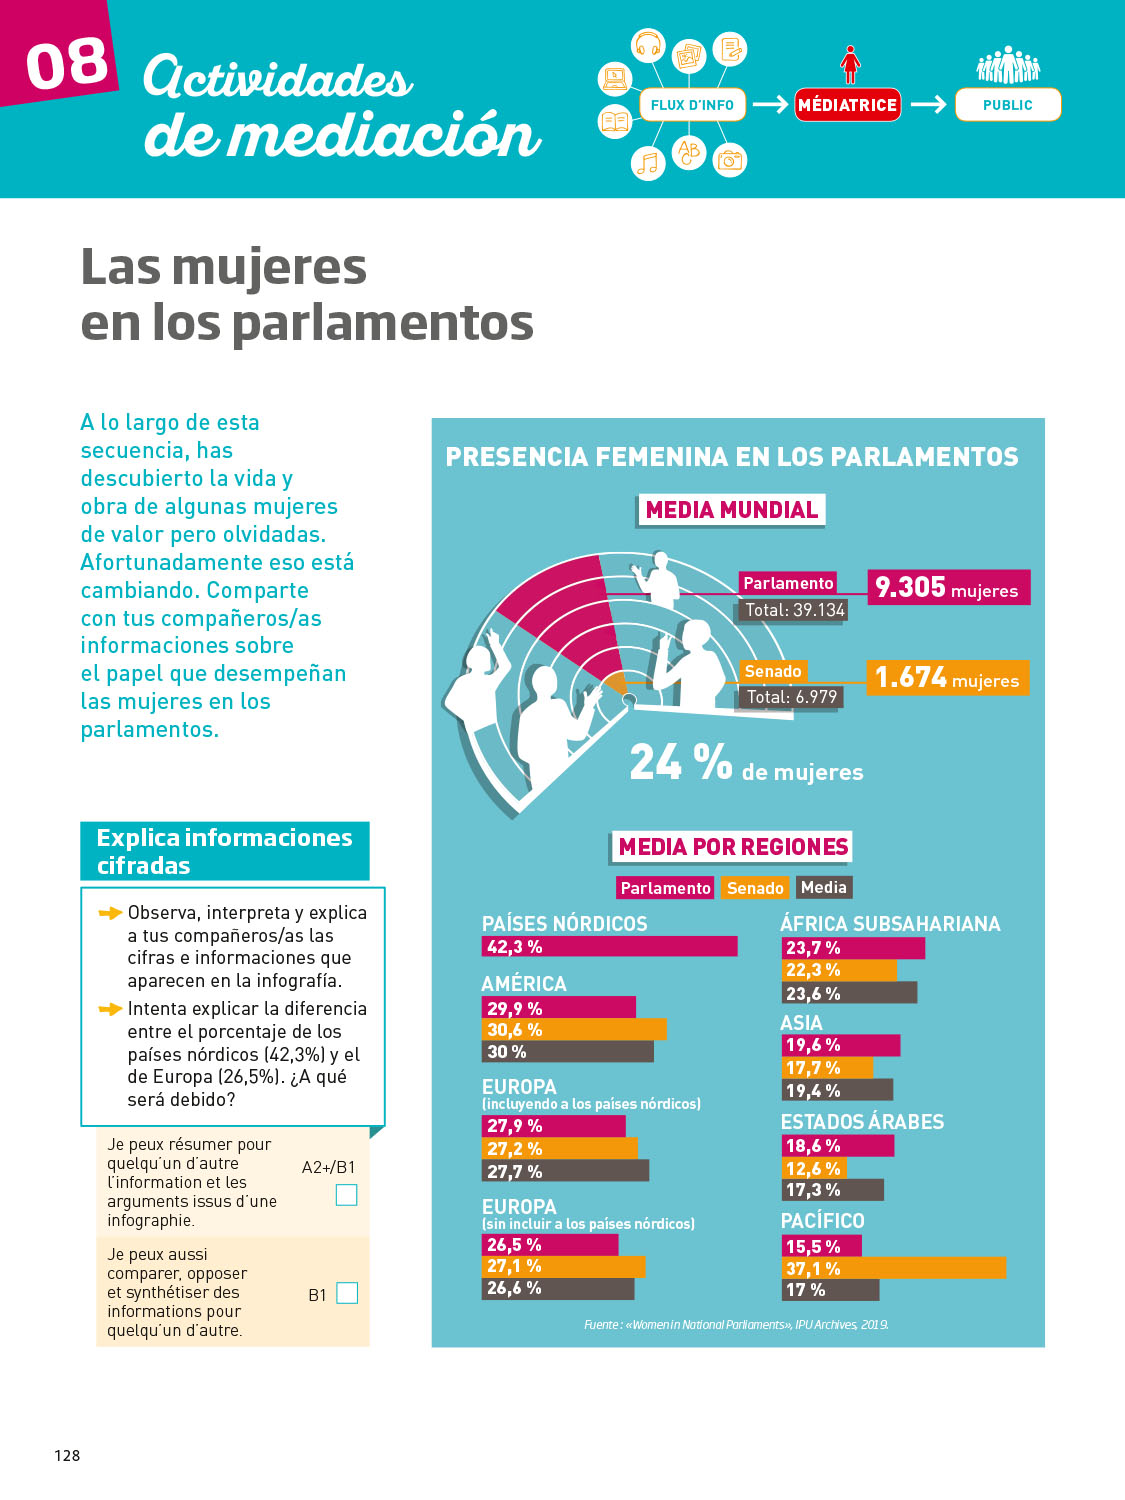 08
Actividades
de mediación
FLUX D'INFO
AB
C
MÉDIATRICE
PUBLIC
Las mujeres
en los parlamentos
A lo largo de esta
secuencia, has
descubierto la vida y
obra de algunas mujeres
de valor pero olvidadas.
Afortunadamente eso está
cambiando. Comparte
con tus compañeros/as
informaciones sobre
el papel que desempeñan
las mujeres en los
parlamentos.
Explica informaciones
cifradas
Observa, interpreta y explica
a tus compañeros/as las
cifras e informaciones que
aparecen en la infografía.
Intenta explicar la diferencia
entre el porcentaje de los
países nórdicos (42,3%) y el
de Europa (26,5%). ¿A qué
será debido?
Je peux résumer pour
quelqu'un d'autre
l'information et les
arguments issus d'une
infographie.
A2+/B1
Je peux aussi
comparer, opposer
et synthétiser des
informations pour
quelqu'un d'autre.
B1
PRESENCIA FEMENINA EN LOS PARLAMENTOS
MEDIA MUNDIAL
Parlamento
Total: 39.134
9.305 mujeres
Senado
Total: 6.979
1.674 mujeres
24 % de mujeres
MEDIA POR REGIONES
Parlamento Senado Media
PAÍSES NÓRDICOS
42,3 %
AMÉRICA
29,9 %
30,6 %
30 %
EUROPA
(incluyendo a los países nórdicos)
27,9 %
27,2 %
27,7 %
EUROPA
(sin incluir a los países nórdicos)
26,5 %
27,1 %
26,6 %
ÁFRICA SUBSAHARIANA
23,7 %
22,3 %
23,6 %
ASIA
19,6 %
17,7 %
19,4 %
ESTADOS ÁRABES
18,6 %
12,6 %
17,3 %
PACÍFICO
15,5 %
37,1 %
17 %
Fuente : «Women in National Parliaments», IPU Archives, 2019.
128